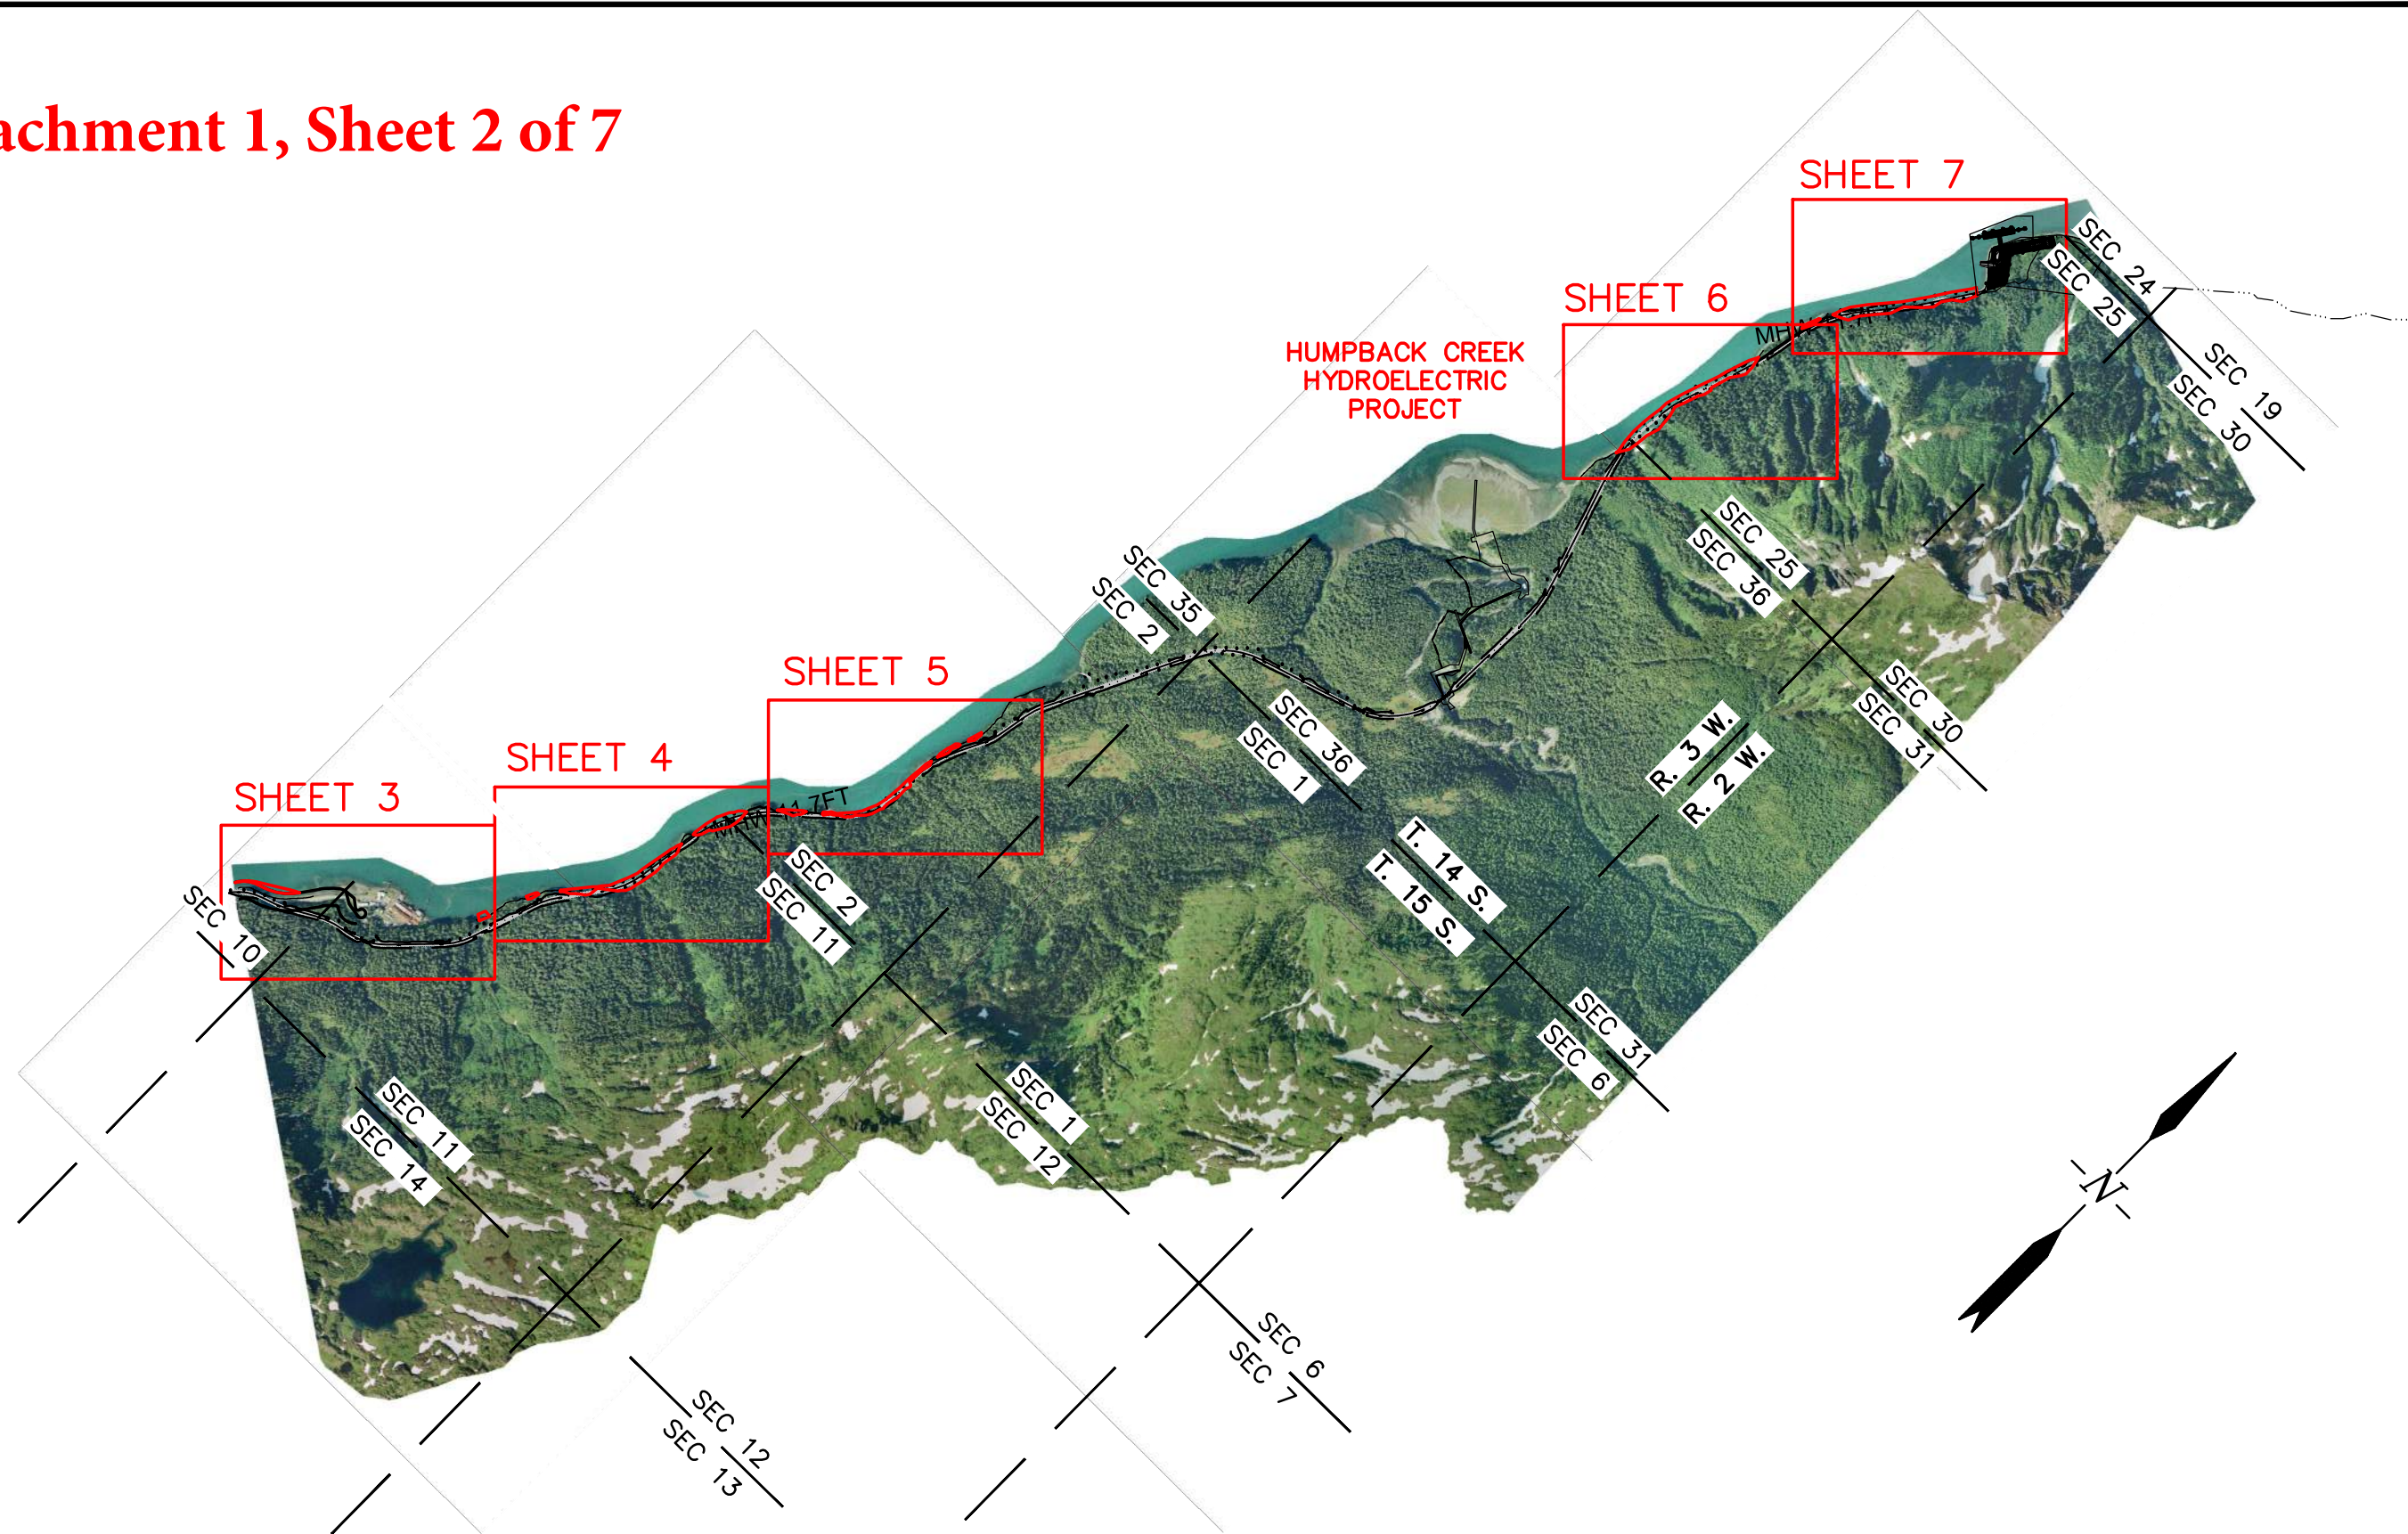 achment 1, Sheet 2 of 7
SHEET 7
SEC 24
SEC 25
SHEET 6
HUMPBACK CREEK
HYDROELECTRIC
PROJECT
SEC 19
SEC 30
SEC 25
SEC 36
SEC 35
SEC 2
SHEET 5
SEC 36
SEC 1
SEC 30
SEC 31
R. 3 W.
R. 2 W.
SHEET 4
SHEET 3
T. 14 S.
T. 15 S.
SEC 2
SEC 11
SEC 10
SEC 31
SEC 6
SEC 11
SEC 14
SEC 1
SEC 12
N
SEC 6
SEC 7
SEC 12
SEC 13